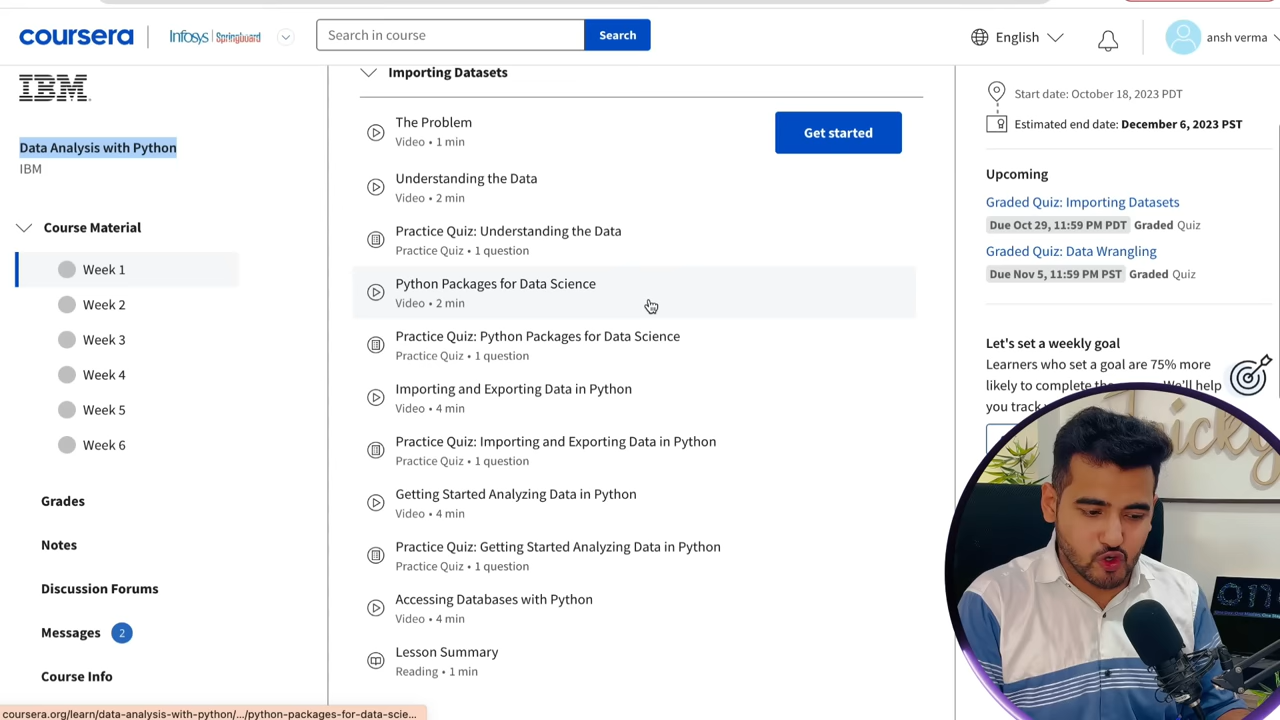 coursera
Infosys | Springboard
Search in course
Search
English
ansh verma
IBM
Data Analysis with Python
IBM
Course Material
Week 1
Week 2
Week 3
Week 4
Week 5
Week 6
Grades
Notes
Discussion Forums
Messages 2
Course Info
coursera.org/learn/data-analysis-with-python/.../python-packages-for-data-scie...
Importing Datasets
The Problem
Video • 1 min
Get started
Understanding the Data
Video • 2 min
Practice Quiz: Understanding the Data
Practice Quiz • 1 question
Python Packages for Data Science
Video • 2 min
Practice Quiz: Python Packages for Data Science
Practice Quiz • 1 question
Importing and Exporting Data in Python
Video • 4 min
Practice Quiz: Importing and Exporting Data in Python
Practice Quiz • 1 question
Getting Started Analyzing Data in Python
Video • 4 min
Practice Quiz: Getting Started Analyzing Data in Python
Practice Quiz • 1 question
Accessing Databases with Python
Video • 4 min
Lesson Summary
Reading • 1 min
Start date: October 18, 2023 PDT
Estimated end date: December 6, 2023 PST
Upcoming
Graded Quiz: Importing Datasets
Due Oct 29, 11:59 PM PDT Graded Quiz
Graded Quiz: Data Wrangling
Due Nov 5, 11:59 PM PST Graded Quiz
Let's set a weekly goal
Learners who set a goal are 75% more
likely to complete the We'll help
you track